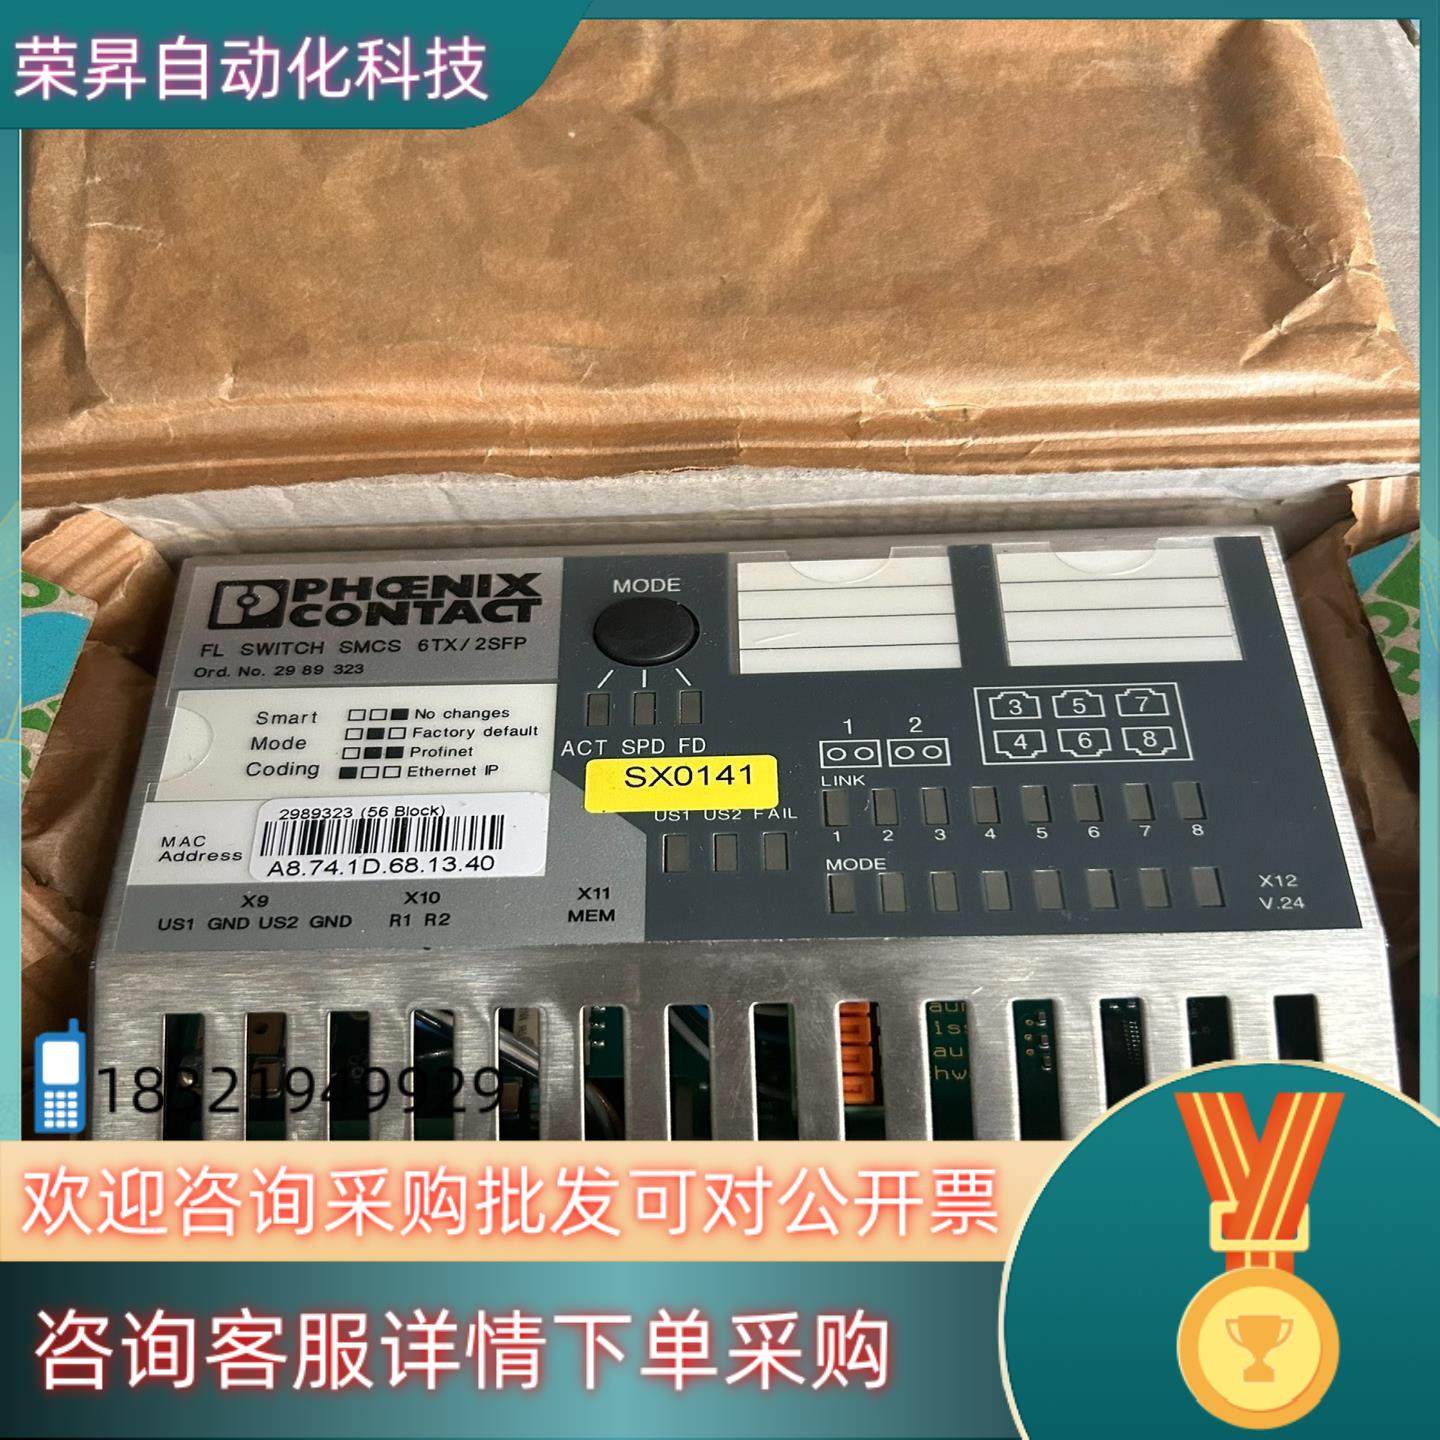 荣昇自动化科技
PHŒNIX
CONTACT
FL SWITCH SMCS 6TX/2SFP
Ord. No. 29 89 323
Smart
Mode
Coding
No changes
Factory default
Profinet
Ethernet IP
MAC
Address
2989323 (56 Block)
A8.74.1D.68.13.40
X9
US1 GND US2 GND
X10
R1 R2
X11
MEM
MODE
ACT SPD FD
SX0141
US1 US2 FAIL
1 2
3 5 7
4 6 8
LINK
1 2 3 4 5 6 7 8
MODE
X12
V.24
18321949929
欢迎咨询采购批发可对公开票
咨询客服详情下单采购